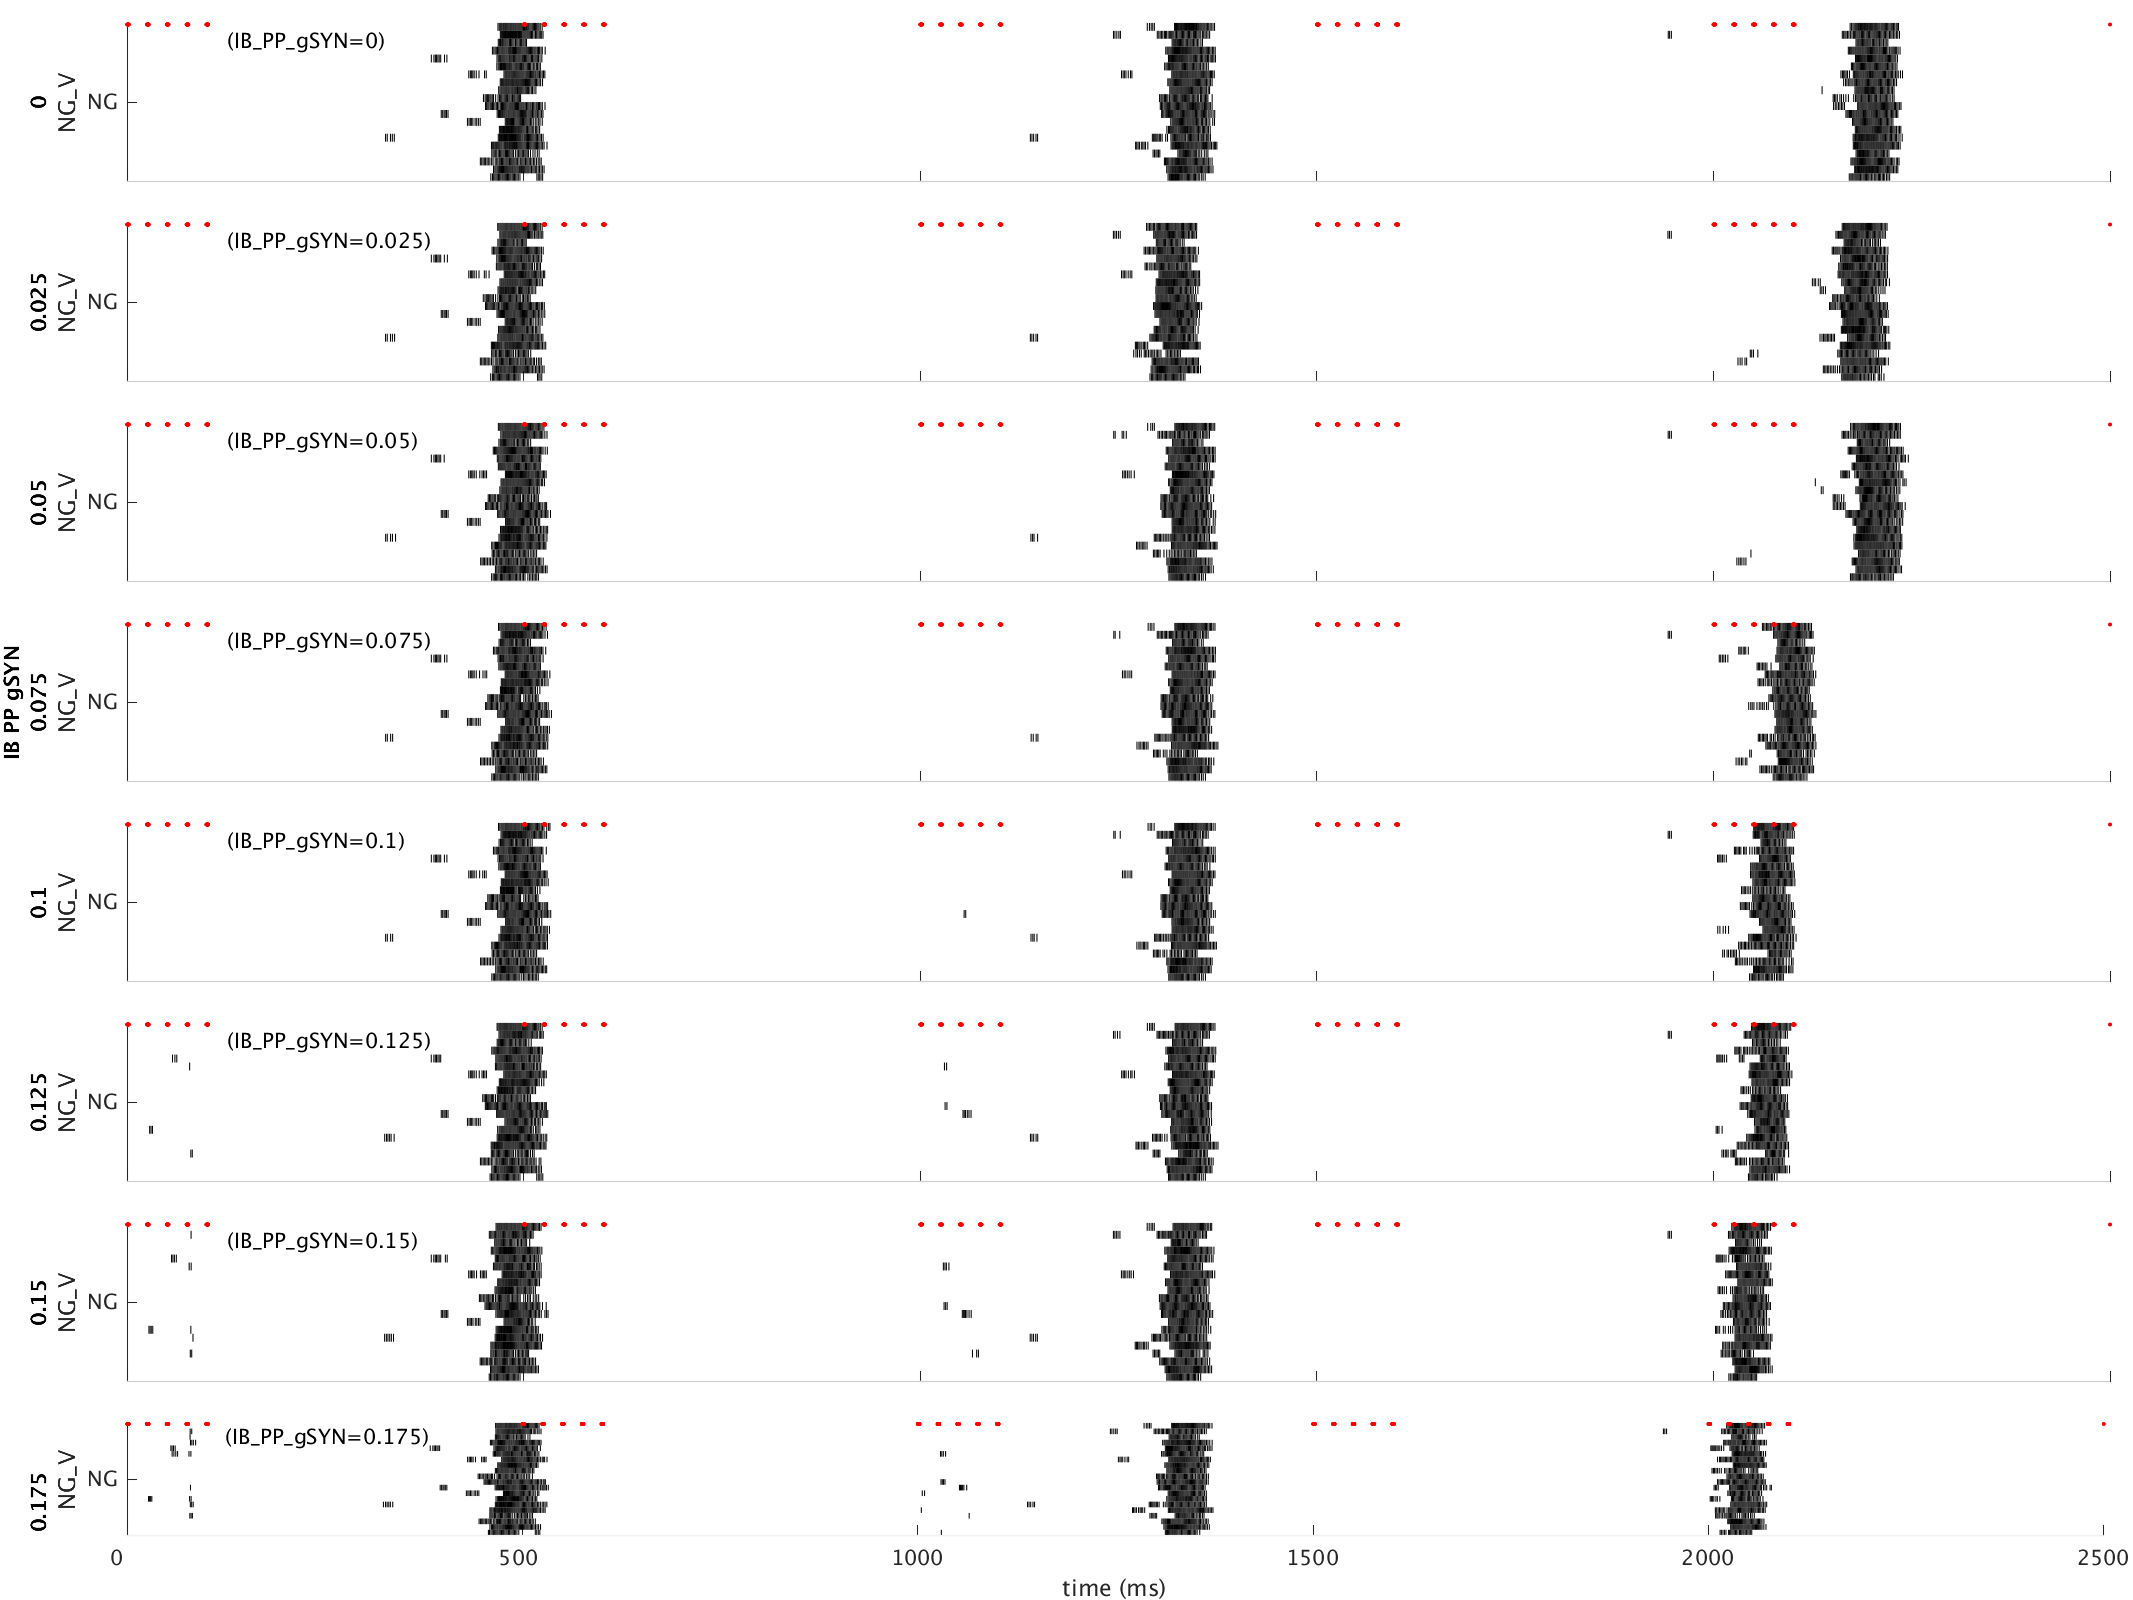 IB PP gSYN
0
NG_V
NG
(IB_PP_gSYN=0)
0.025
NG_V
NG
(IB_PP_gSYN=0.025)
0.05
NG_V
NG
(IB_PP_gSYN=0.05)
0.075
NG_V
NG
(IB_PP_gSYN=0.075)
0.1
NG_V
NG
(IB_PP_gSYN=0.1)
0.125
NG_V
NG
(IB_PP_gSYN=0.125)
0.15
NG_V
NG
(IB_PP_gSYN=0.15)
0.175
NG_V
NG
(IB_PP_gSYN=0.175)
0 500 1000 1500 2000 2500
time (ms)